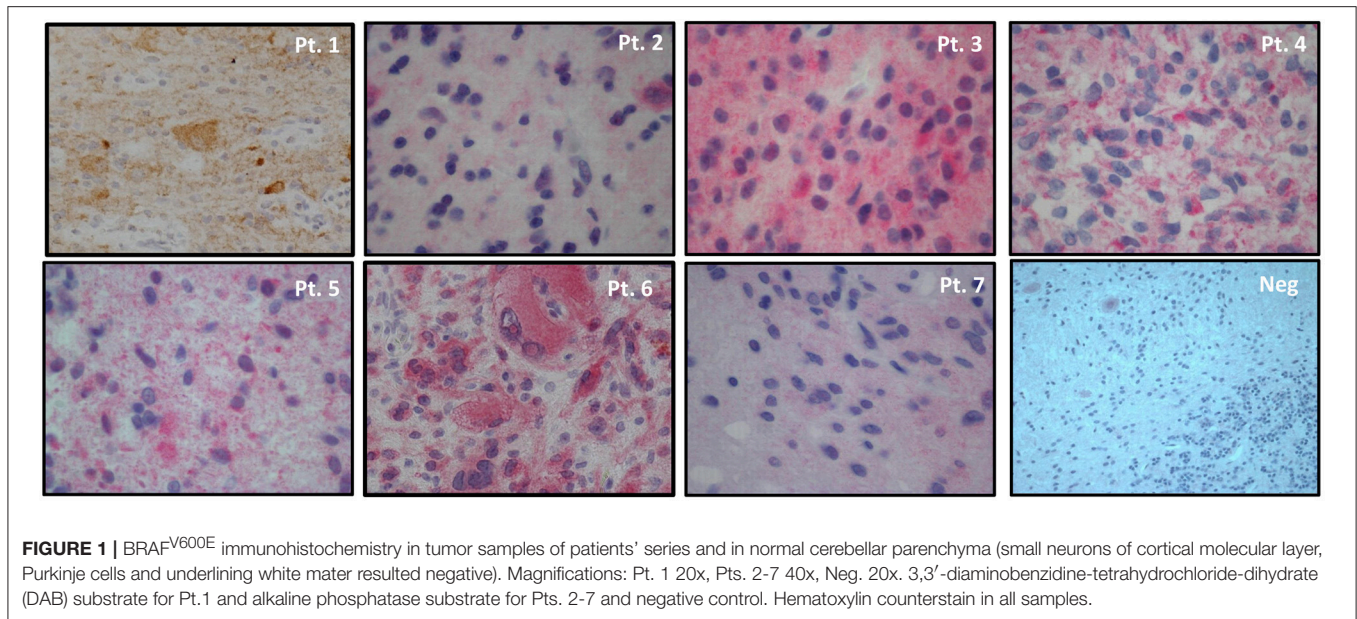 Pt. 1
Pt. 2
Pt. 3
Pt. 4
Pt. 5
Pt. 6
Pt. 7
Neg
FIGURE 1 | BRAFV600E immunohistochemistry in tumor samples of patients' series and in normal cerebellar parenchyma (small neurons of cortical molecular layer,
Purkinje cells and underlining white mater resulted negative). Magnifications: Pt. 1 20x, Pts. 2-7 40x, Neg. 20x. 3,3′-diaminobenzidine-tetrahydrochloride-dihydrate
(DAB) substrate for Pt.1 and alkaline phosphatase substrate for Pts. 2-7 and negative control. Hematoxylin counterstain in all samples.